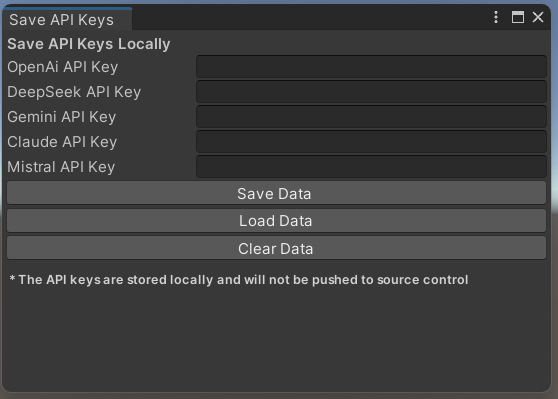 Save API Keys
Save API Keys Locally
OpenAi API Key
DeepSeek API Key
Gemini API Key
Claude API Key
Mistral API Key
Save Data
Load Data
Clear Data
* The API keys are stored locally and will not be pushed to source control